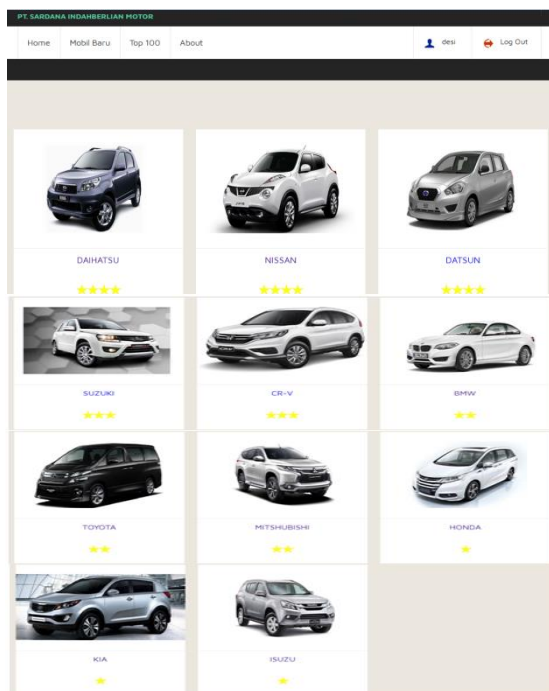 PT. SARDANA INDAHBERLIAN MOTOR
Home Mobil Baru Top 100 About desi Log Out
DAIHATSU NISSAN DATSUN
SUZUKI CR-V BMW
TOYOTA MITSHUBISHI HONDA
KIA ISUZU